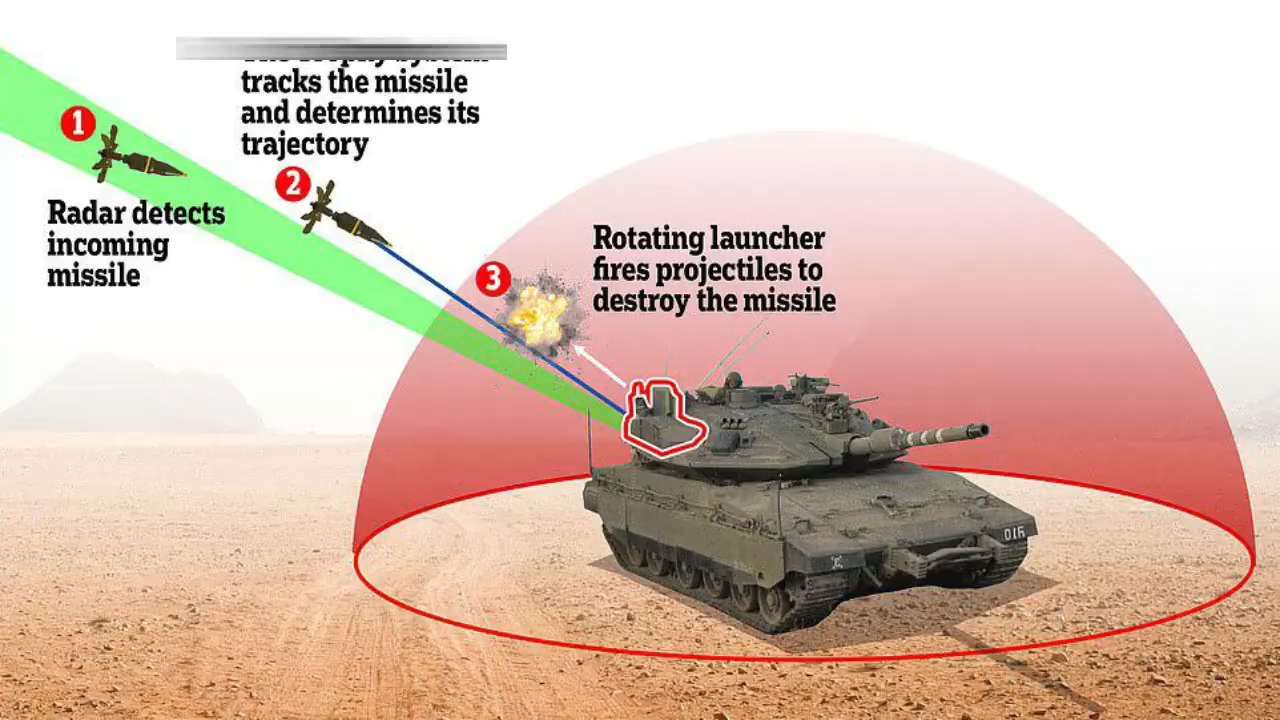 1
Radar detects
incoming
missile
tracks the missile
and determines its
trajectory
2
3
Rotating launcher
fires projectiles to
destroy the missile
016